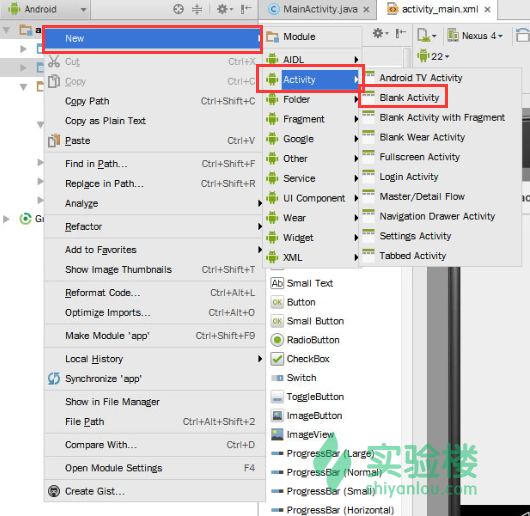 Android
MainActivity.java
activity_main.xml
Nexus 4
22
a
Gr
New
Cut Ctrl+X
Copy Ctrl+C
Copy Path Ctrl+Shift+C
Copy as Plain Text
Paste Ctrl+V
Find in Path... Ctrl+Shift+F
Replace in Path... Ctrl+Shift+R
Analyze
Refactor
Add to Favorites
Show Image Thumbnails Ctrl+Shift+T
Reformat Code... Ctrl+Alt+L
Optimize Imports... Ctrl+Alt+O
Make Module 'app' Ctrl+Shift+F9
Local History
Synchronize 'app'
Show in File Manager
File Path Ctrl+Alt+Shift+2
Compare With... Ctrl+D
Open Module Settings F4
Create Gist...
Module
AIDL
Activity
Folder
Fragment
Google
Other
Service
UI Component
Wear
Widget
XML
Android TV Activity
Blank Activity
Blank Activity with Fragment
Blank Wear Activity
Fullscreen Activity
Login Activity
Master/Detail Flow
Navigation Drawer Activity
Settings Activity
Tabbed Activity
Ab Small Text
OK Button
OK Small Button
RadioButton
CheckBox
Switch
ToggleButton
ImageButton
ImageView
ProgressBar (Large)
ProgressBar (Normal)
ProgressBar (Small)
ProgressBar (Horizontal)
实验楼
shiyanlou.com